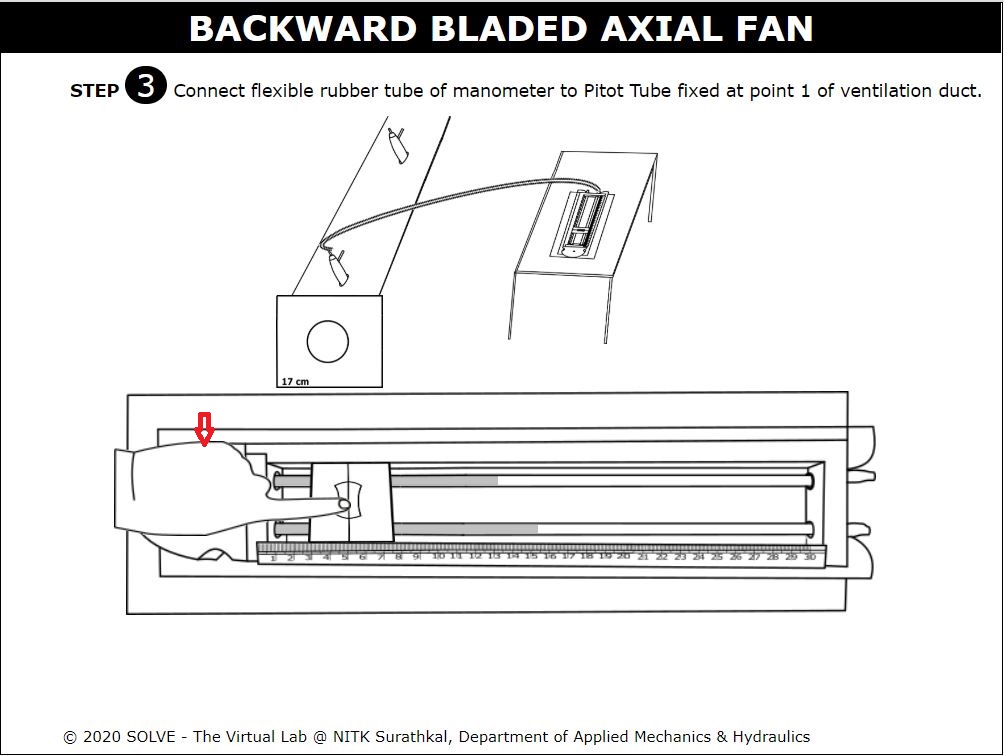 BACKWARD BLADED AXIAL FAN
STEP 3 Connect flexible rubber tube of manometer to Pitot Tube fixed at point 1 of ventilation duct.
17 cm
1 2 3 4 5 6 7 8 9 10 11 12 13 14 15 16 17 18 19 20 21 22 23 24 25 26 27 28 29 30
© 2020 SOLVE - The Virtual Lab @ NITK Surathkal, Department of Applied Mechanics & Hydraulics